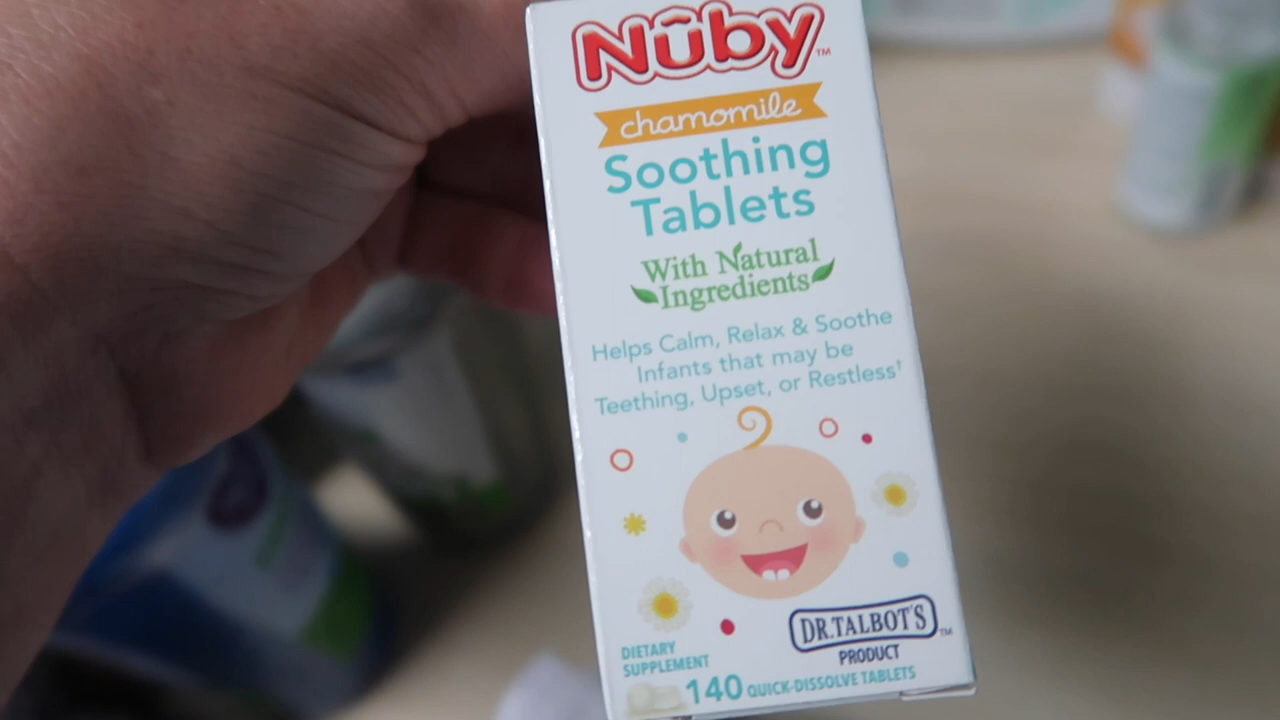 Nûby™
chamomile
Soothing
Tablets
With Natural
Ingredients
Helps Calm, Relax & Soothe
Infants that may be
Teething, Upset, or Restless†
DR. TALBOT'S™
PRODUCT
DIETARY
SUPPLEMENT
140 QUICK-DISSOLVE TABLETS